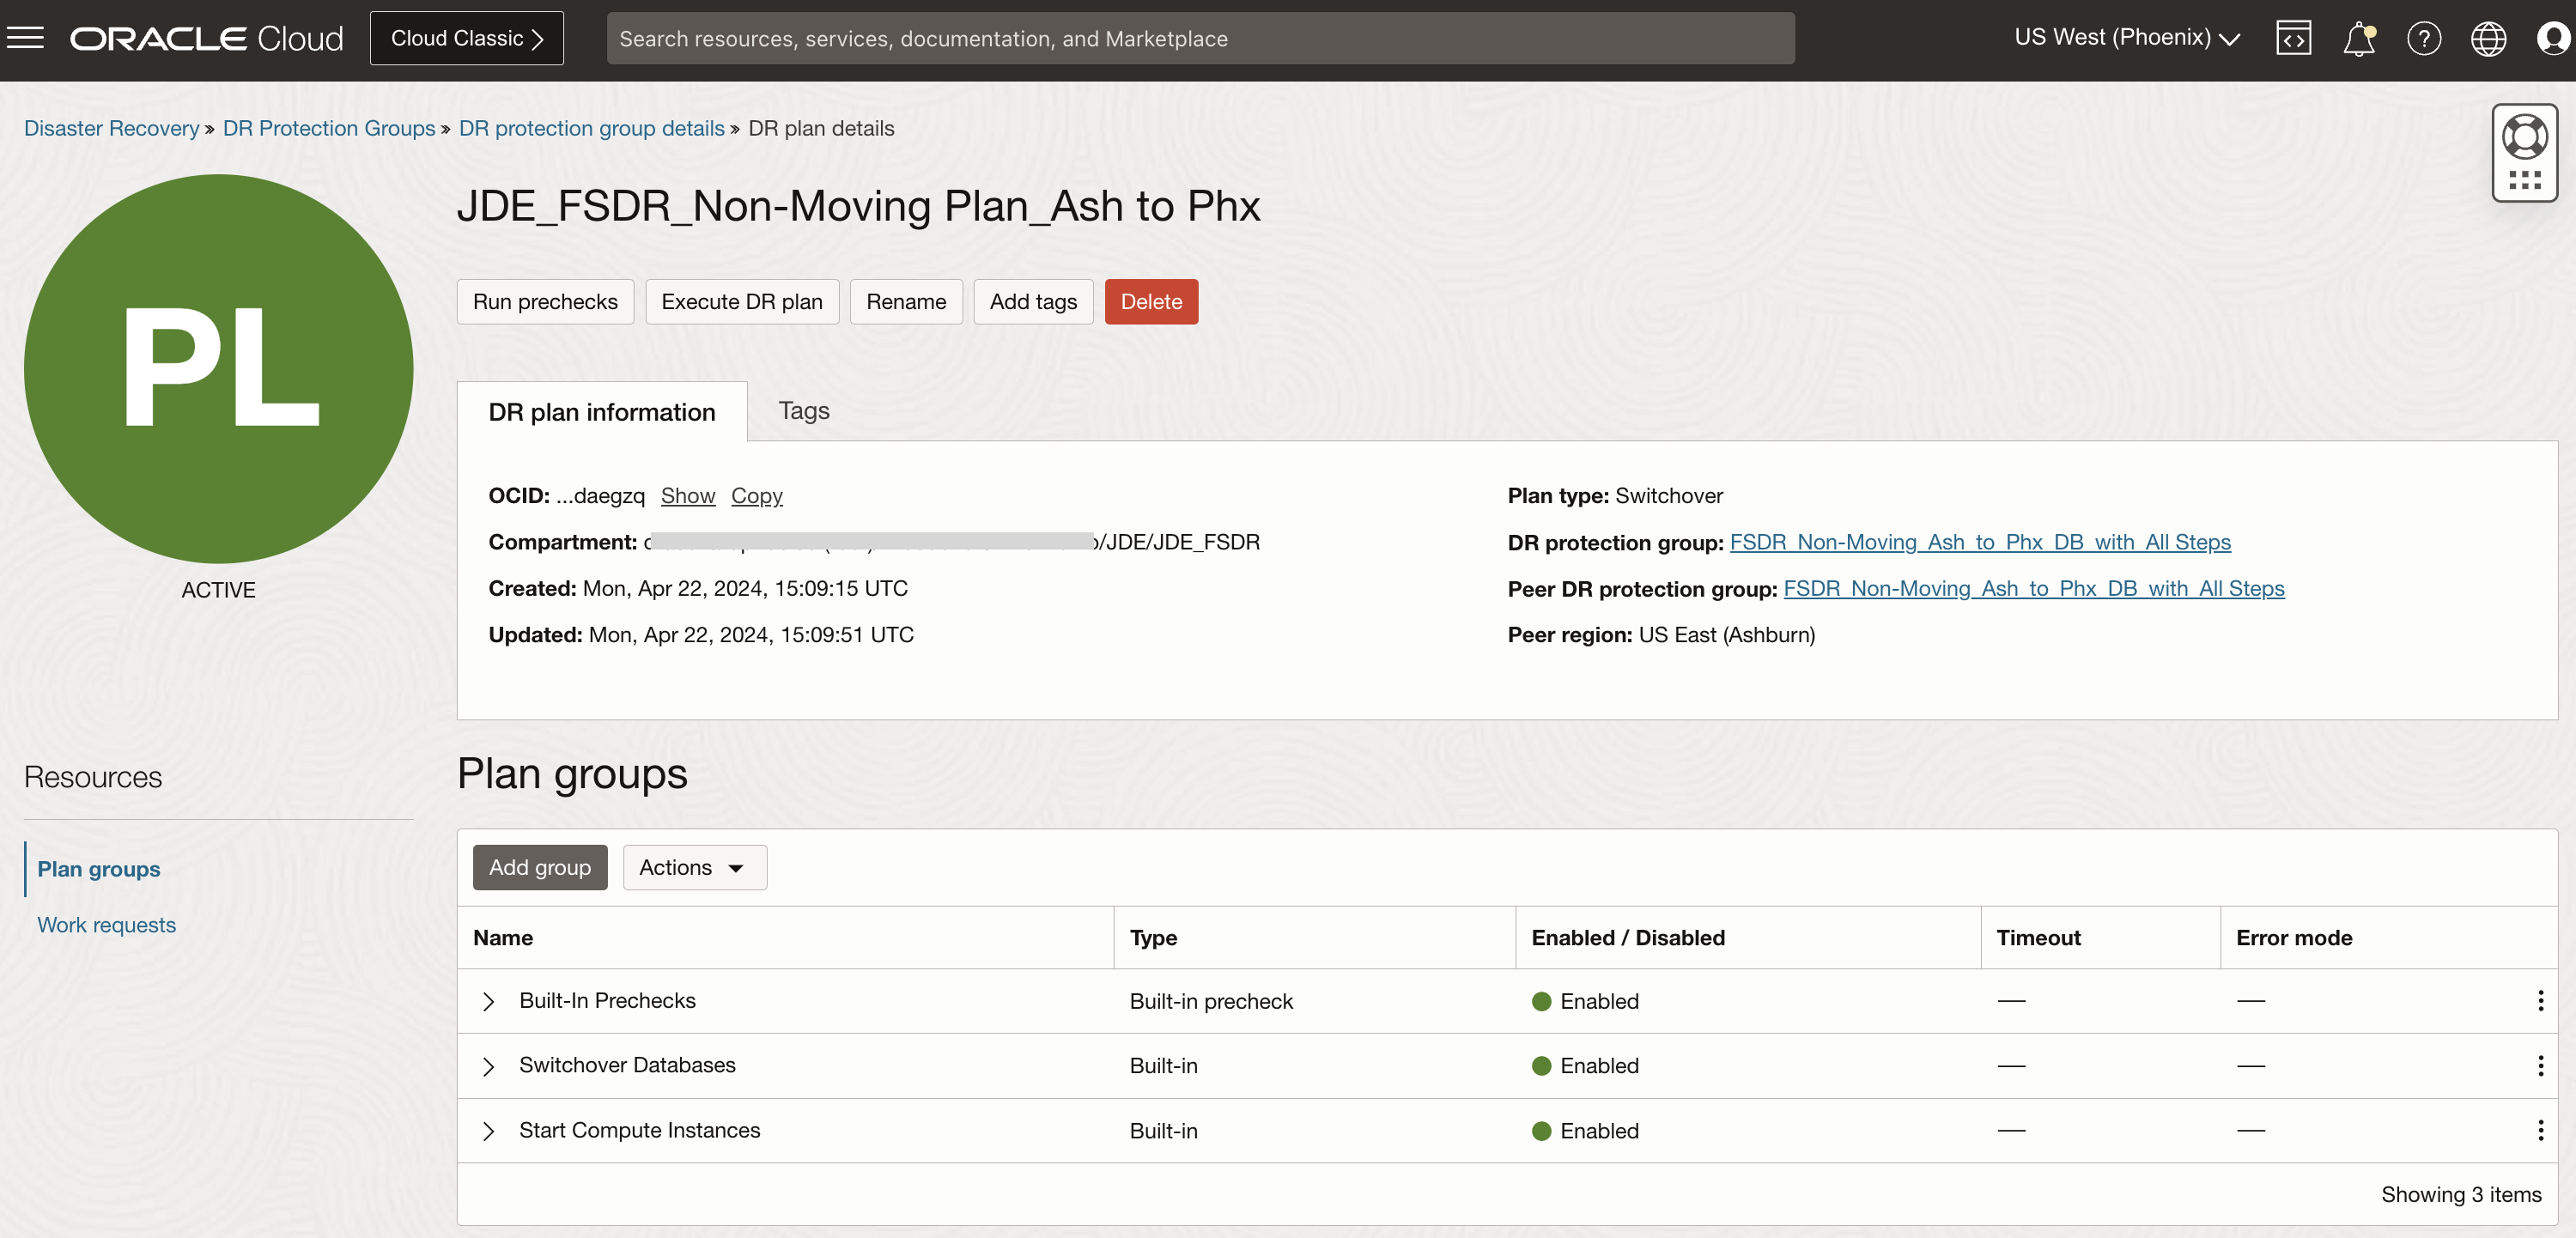 ORACLE Cloud
Cloud Classic
Search resources, services, documentation, and Marketplace
US West (Phoenix)
Disaster Recovery » DR Protection Groups » DR protection group details » DR plan details
PL
ACTIVE
JDE_FSDR_Non-Moving Plan_Ash to Phx
Run prechecks
Execute DR plan
Rename
Add tags
Delete
DR plan information
Tags
OCID: ...daegzq Show Copy
Compartment: /JDE/JDE_FSDR
Created: Mon, Apr 22, 2024, 15:09:15 UTC
Updated: Mon, Apr 22, 2024, 15:09:51 UTC
Plan type: Switchover
DR protection group: FSDR_Non-Moving_Ash_to_Phx_DB_with_All Steps
Peer DR protection group: FSDR_Non-Moving_Ash_to_Phx_DB_with_All Steps
Peer region: US East (Ashburn)
Resources
Plan groups
Work requests
Plan groups
Add group
Actions
Name Type Enabled / Disabled Timeout Error mode
Built-In Prechecks Built-in precheck Enabled — —
Switchover Databases Built-in Enabled — —
Start Compute Instances Built-in Enabled — —
Showing 3 items